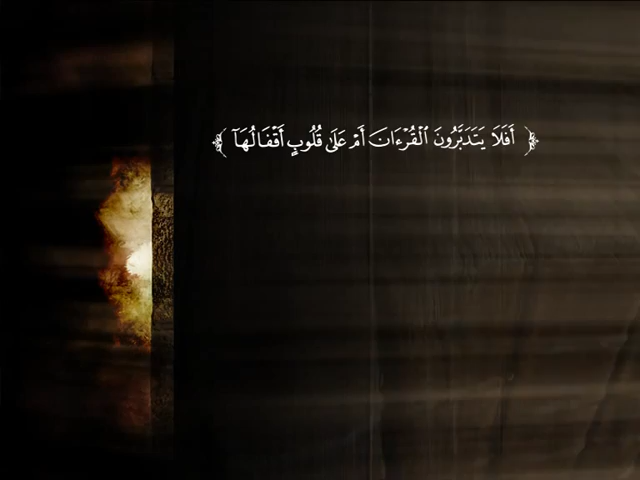 ﴿ أَفَلَا يَتَدَبَّرُونَ ٱلْقُرْءَانَ أَمْ عَلَىٰ قُلُوبٍ أَقْفَالُهَآ ﴾